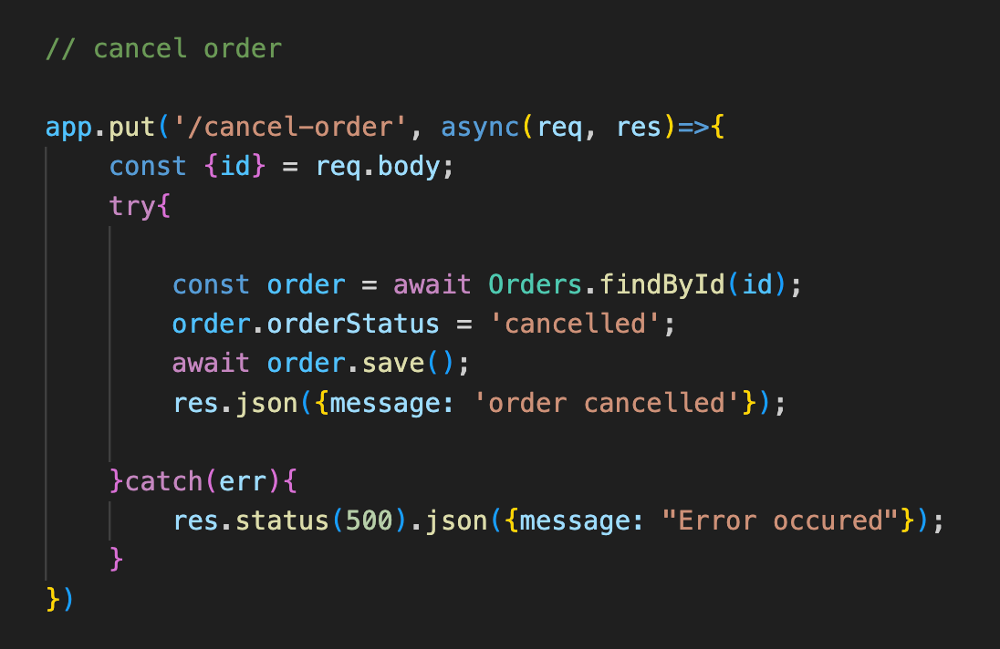 // cancel order
app.put('/cancel-order', async(req, res)=>{
const {id} = req.body;
try{
const order = await Orders.findById(id);
order.orderStatus = 'cancelled';
await order.save();
res.json({message: 'order cancelled'});
}catch(err){
res.status(500).json({message: "Error occured"});
}
})